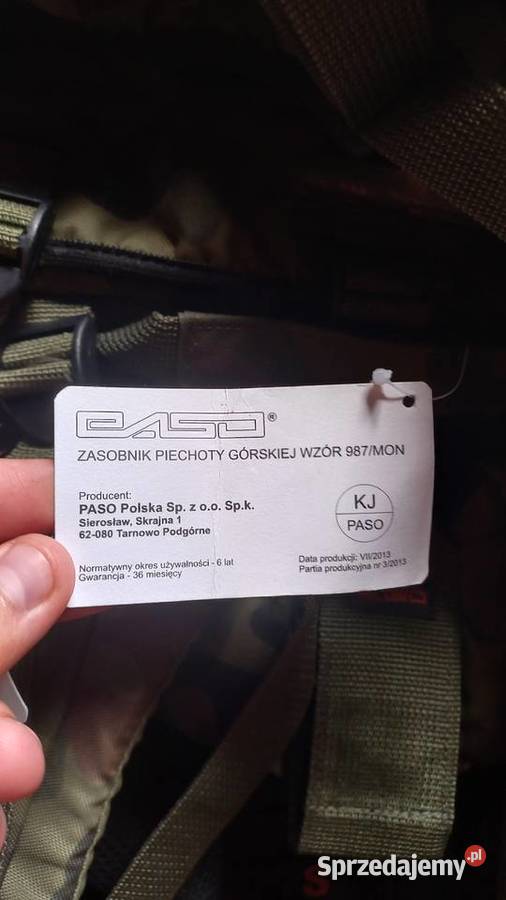 PASO®
ZASOBNIK PIECHOTY GÓRSKIEJ WZÓR 987/MON
Producent:
PASO Polska Sp. z o.o. Sp.k.
Sierosław, Skrajna 1
62-080 Tarnowo Podgórne
KJ
PASO
Normatywny okres używalności - 6 lat
Gwarancja - 36 miesięcy
Data produkcji: VII/2013
Partia produkcyjna nr 3/2013
Sprzedajemy.pl